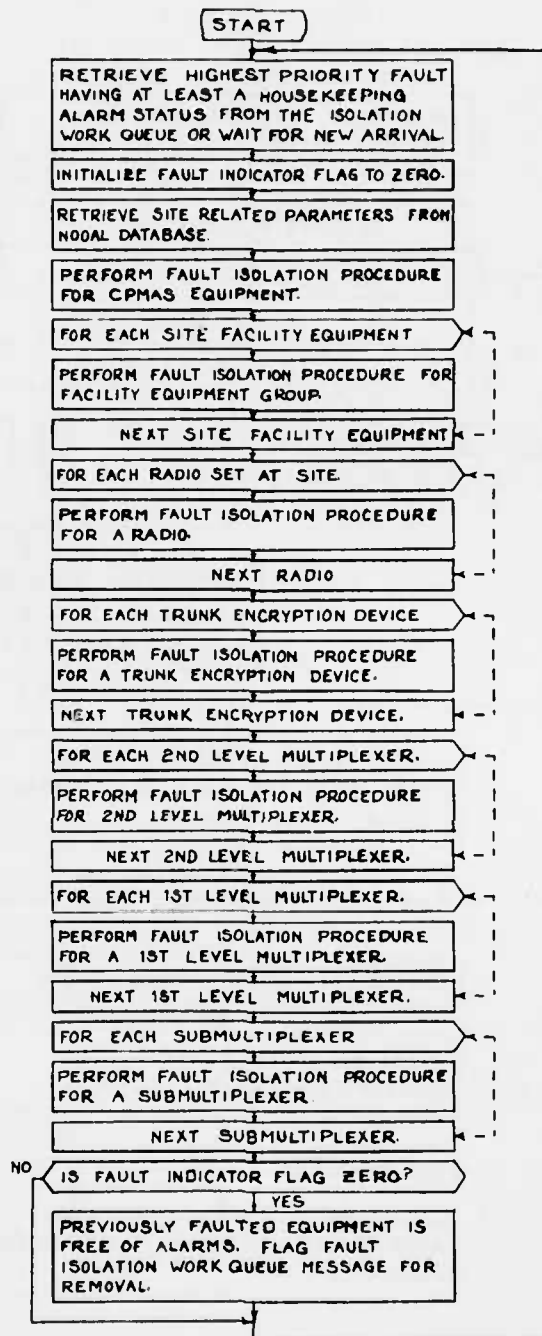 START
RETRIEVE HIGHEST PRIORITY FAULT
HAVING AT LEAST A HOUSEKEEPING
ALARM STATUS FROM THE ISOLATION
WORK QUEUE OR WAIT FOR NEW ARRIVAL.
INITIALIZE FAULT INDICATOR FLAG TO ZERO.
RETRIEVE SITE RELATED PARAMETERS FROM
NODAL DATABASE.
PERFORM FAULT ISOLATION PROCEDURE
FOR CPMAS EQUIPMENT.
FOR EACH SITE FACILITY EQUIPMENT
PERFORM FAULT ISOLATION PROCEDURE FOR
FACILITY EQUIPMENT GROUP.
NEXT SITE FACILITY EQUIPMENT
FOR EACH RADIO SET AT SITE.
PERFORM FAULT ISOLATION PROCEDURE
FOR A RADIO.
NEXT RADIO
FOR EACH TRUNK ENCRYPTION DEVICE
PERFORM FAULT ISOLATION PROCEDURE
FOR A TRUNK ENCRYPTION DEVICE.
NEXT TRUNK ENCRYPTION DEVICE.
FOR EACH 2ND LEVEL MULTIPLEXER.
PERFORM FAULT ISOLATION PROCEDURE
FOR 2ND LEVEL MULTIPLEXER.
NEXT 2ND LEVEL MULTIPLEXER.
FOR EACH 1ST LEVEL MULTIPLEXER.
PERFORM FAULT ISOLATION PROCEDURE
FOR A 1ST LEVEL MULTIPLEXER.
NEXT 1ST LEVEL MULTIPLEXER.
FOR EACH SUBMULTIPLEXER
PERFORM FAULT ISOLATION PROCEDURE
FOR A SUBMULTIPLEXER
NEXT SUBMULTIPLEXER.
NO
IS FAULT INDICATOR FLAG ZERO?
YES
PREVIOUSLY FAULTED EQUIPMENT IS
FREE OF ALARMS. FLAG FAULT
ISOLATION WORK QUEUE MESSAGE FOR
REMOVAL.